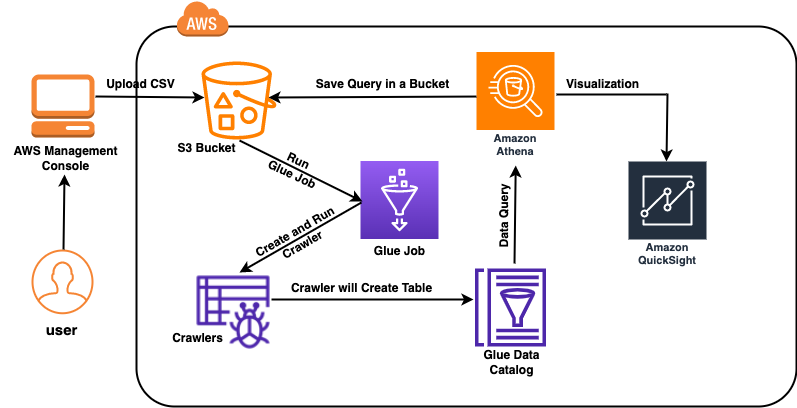 AWS
Upload CSV
Save Query in a Bucket
Visualization
AWS Management
Console
S3 Bucket
Amazon
Athena
Run
Glue Job
Glue Job
Create and Run
Crawler
Data Query
Amazon
QuickSight
user
Crawlers
Crawler will Create Table
Glue Data
Catalog